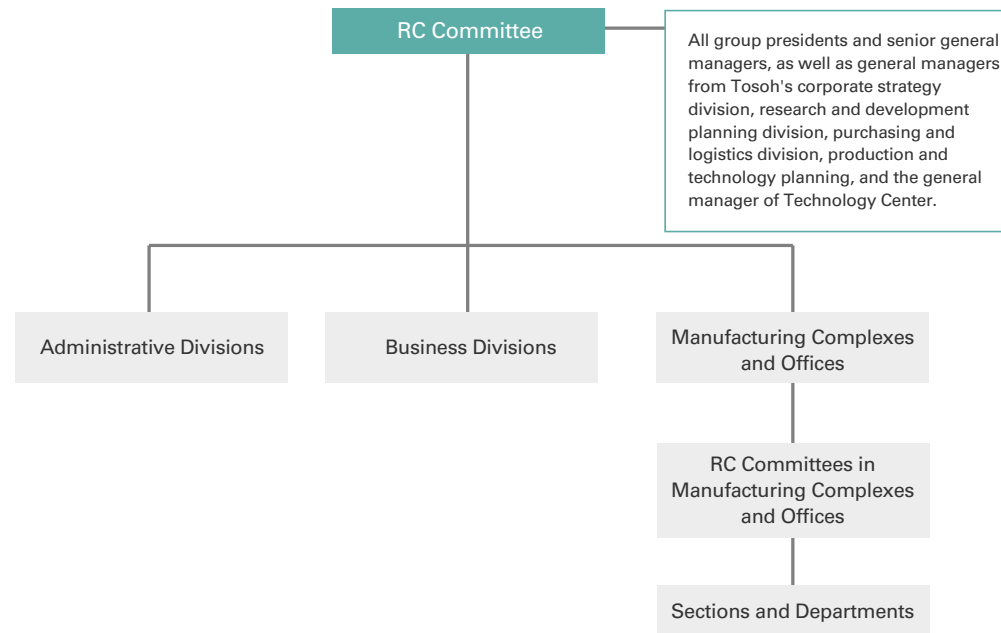 RC Committee
All group presidents and senior general
managers, as well as general managers
from Tosoh's corporate strategy
division, research and development
planning division, purchasing and
logistics division, production and
technology planning, and the general
manager of Technology Center.
Administrative Divisions
Business Divisions
Manufacturing Complexes
and Offices
RC Committees in
Manufacturing Complexes
and Offices
Sections and Departments